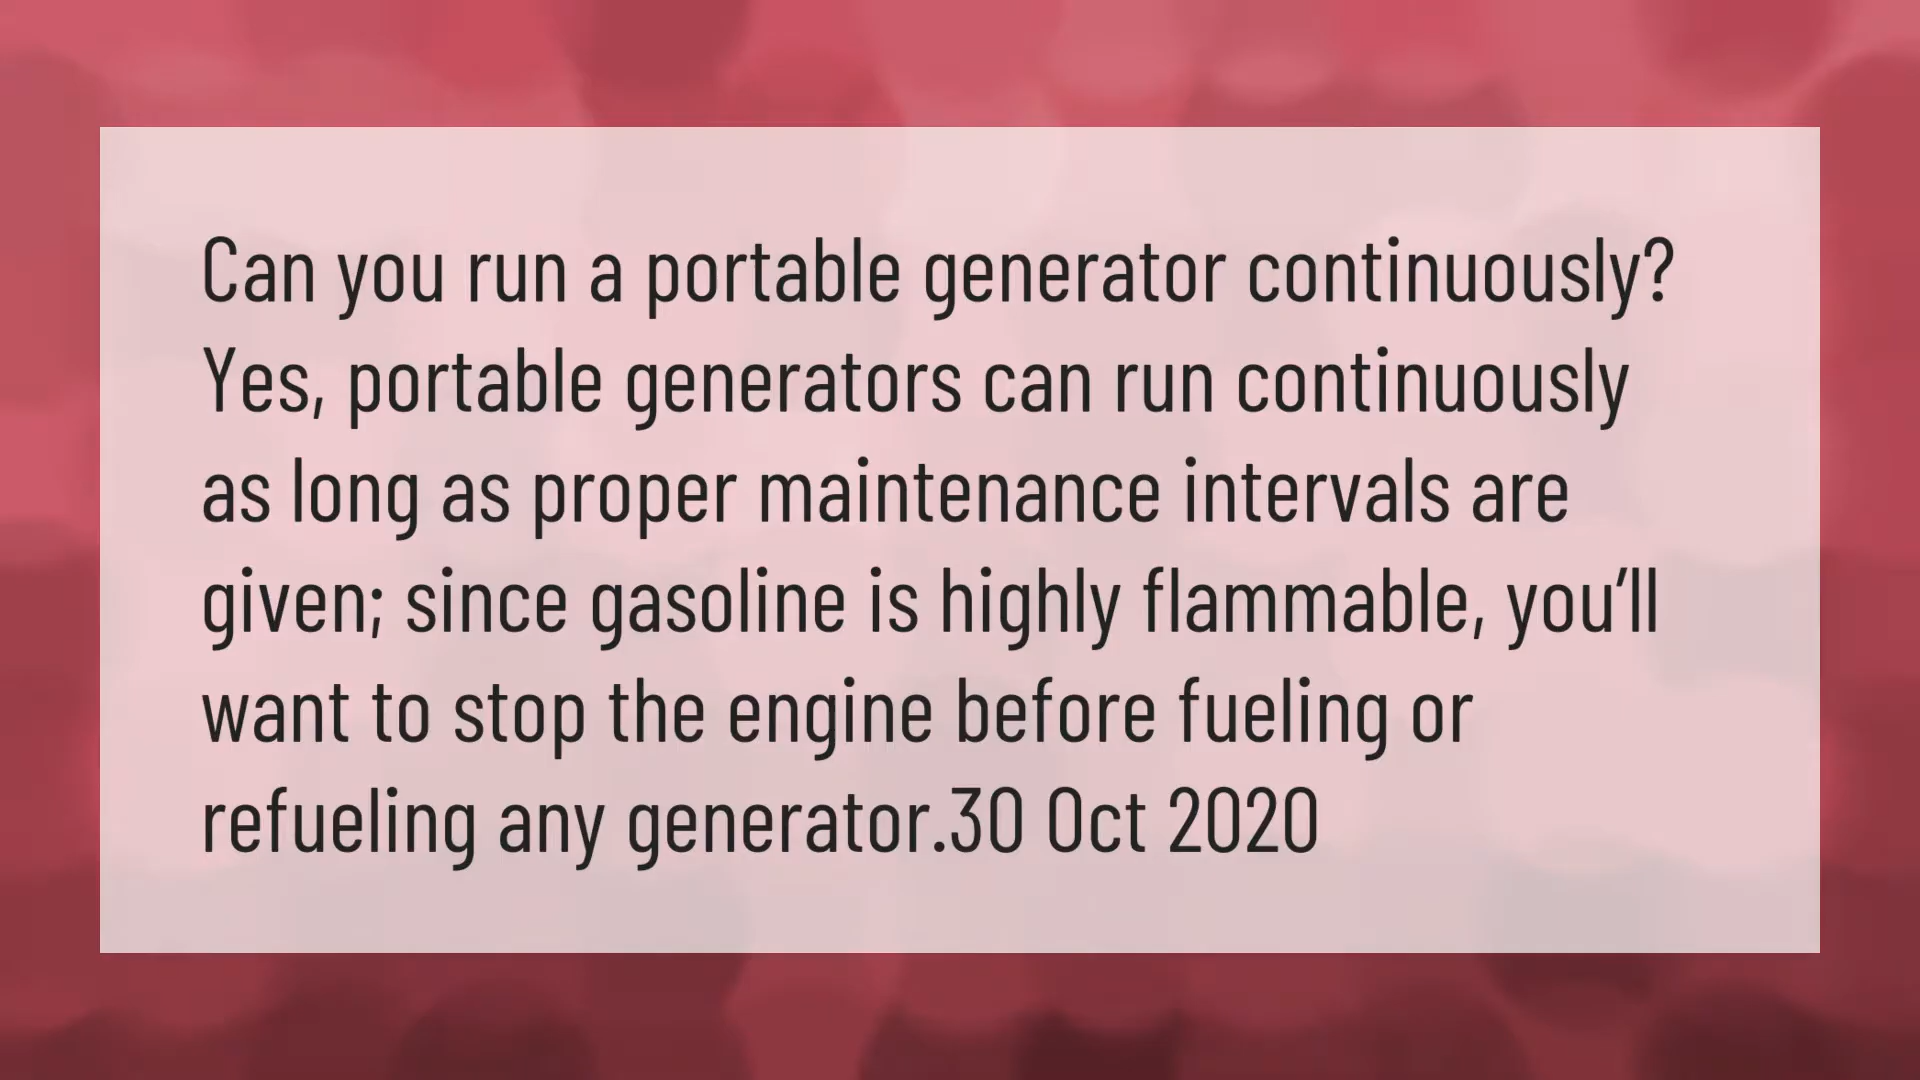 Can you run a portable generator continuously?
Yes, portable generators can run continuously
as long as proper maintenance intervals are
given; since gasoline is highly flammable, you’ll
want to stop the engine before fueling or
refueling any generator.30 Oct 2020